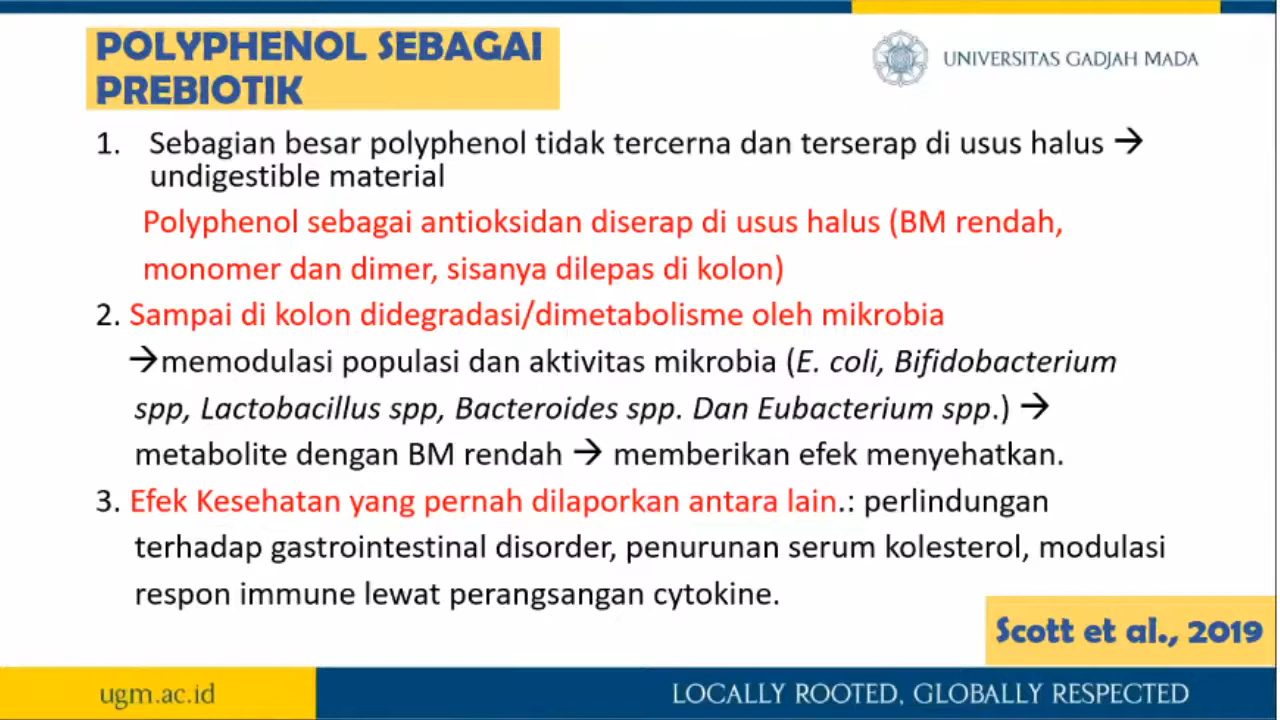 POLYPHENOL SEBAGAI
PREBIOTIK
UNIVERSITAS GADJAH MADA
1. Sebagian besar polyphenol tidak tercerna dan terserap di usus halus →
undigestible material
Polyphenol sebagai antioksidan diserap di usus halus (BM rendah,
monomer dan dimer, sisanya dilepas di kolon)
2. Sampai di kolon didegradasi/dimetabolisme oleh mikrobia
→memodulasi populasi dan aktivitas mikrobia (E. coli, Bifidobacterium
spp, Lactobacillus spp, Bacteroides spp. Dan Eubacterium spp.) →
metabolite dengan BM rendah → memberikan efek menyehatkan.
3. Efek Kesehatan yang pernah dilaporkan antara lain.: perlindungan
terhadap gastrointestinal disorder, penurunan serum kolesterol, modulasi
respon immune lewat perangsangan cytokine.
Scott et al., 2019
ugm.ac.id
LOCALLY ROOTED, GLOBALLY RESPECTED